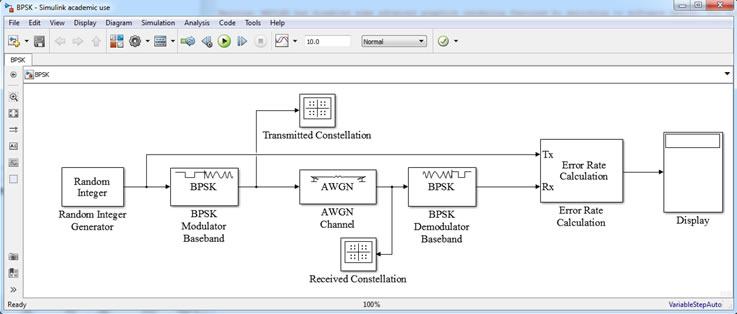 BPSK - Simulink academic use
File Edit View Display Diagram Simulation Analysis Code Tools Help
10.0 Normal
BPSK
BPSK
Transmitted Constellation
Tx
Rx
Error Rate
Calculation
Random
Integer
BPSK
AWGN
BPSK
Random Integer
Generator
BPSK
Modulator
Baseband
AWGN
Channel
BPSK
Demodulator
Baseband
Error Rate
Calculation
Display
Received Constellation
Ready 100% VariableStepAuto